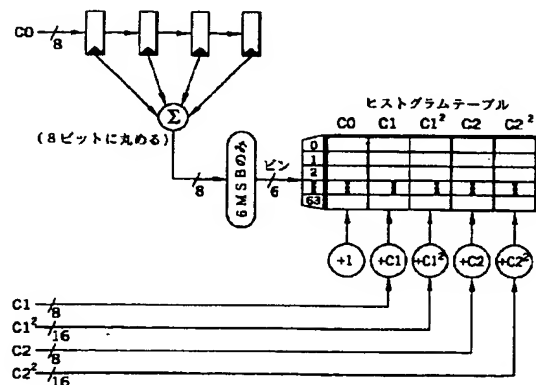 C0 8
Σ
(8ビットに丸める)
8
6MSBのみ
ビン
6
ヒストグラムテーブル
C0 C1 C1² C2 C2²
0
1
2
63
+1 +C1 +C1² +C2 +C2²
C1 8
C1² 16
C2 8
C2² 16